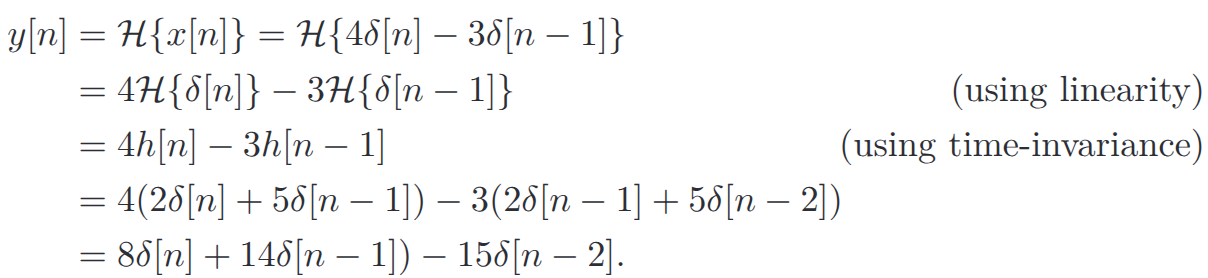 y[n] = ℋ{x[n]} = ℋ{4δ[n] − 3δ[n − 1]}
= 4ℋ{δ[n]} − 3ℋ{δ[n − 1]} (using linearity)
= 4h[n] − 3h[n − 1] (using time-invariance)
= 4(2δ[n] + 5δ[n − 1]) − 3(2δ[n − 1] + 5δ[n − 2])
= 8δ[n] + 14δ[n − 1]) − 15δ[n − 2].